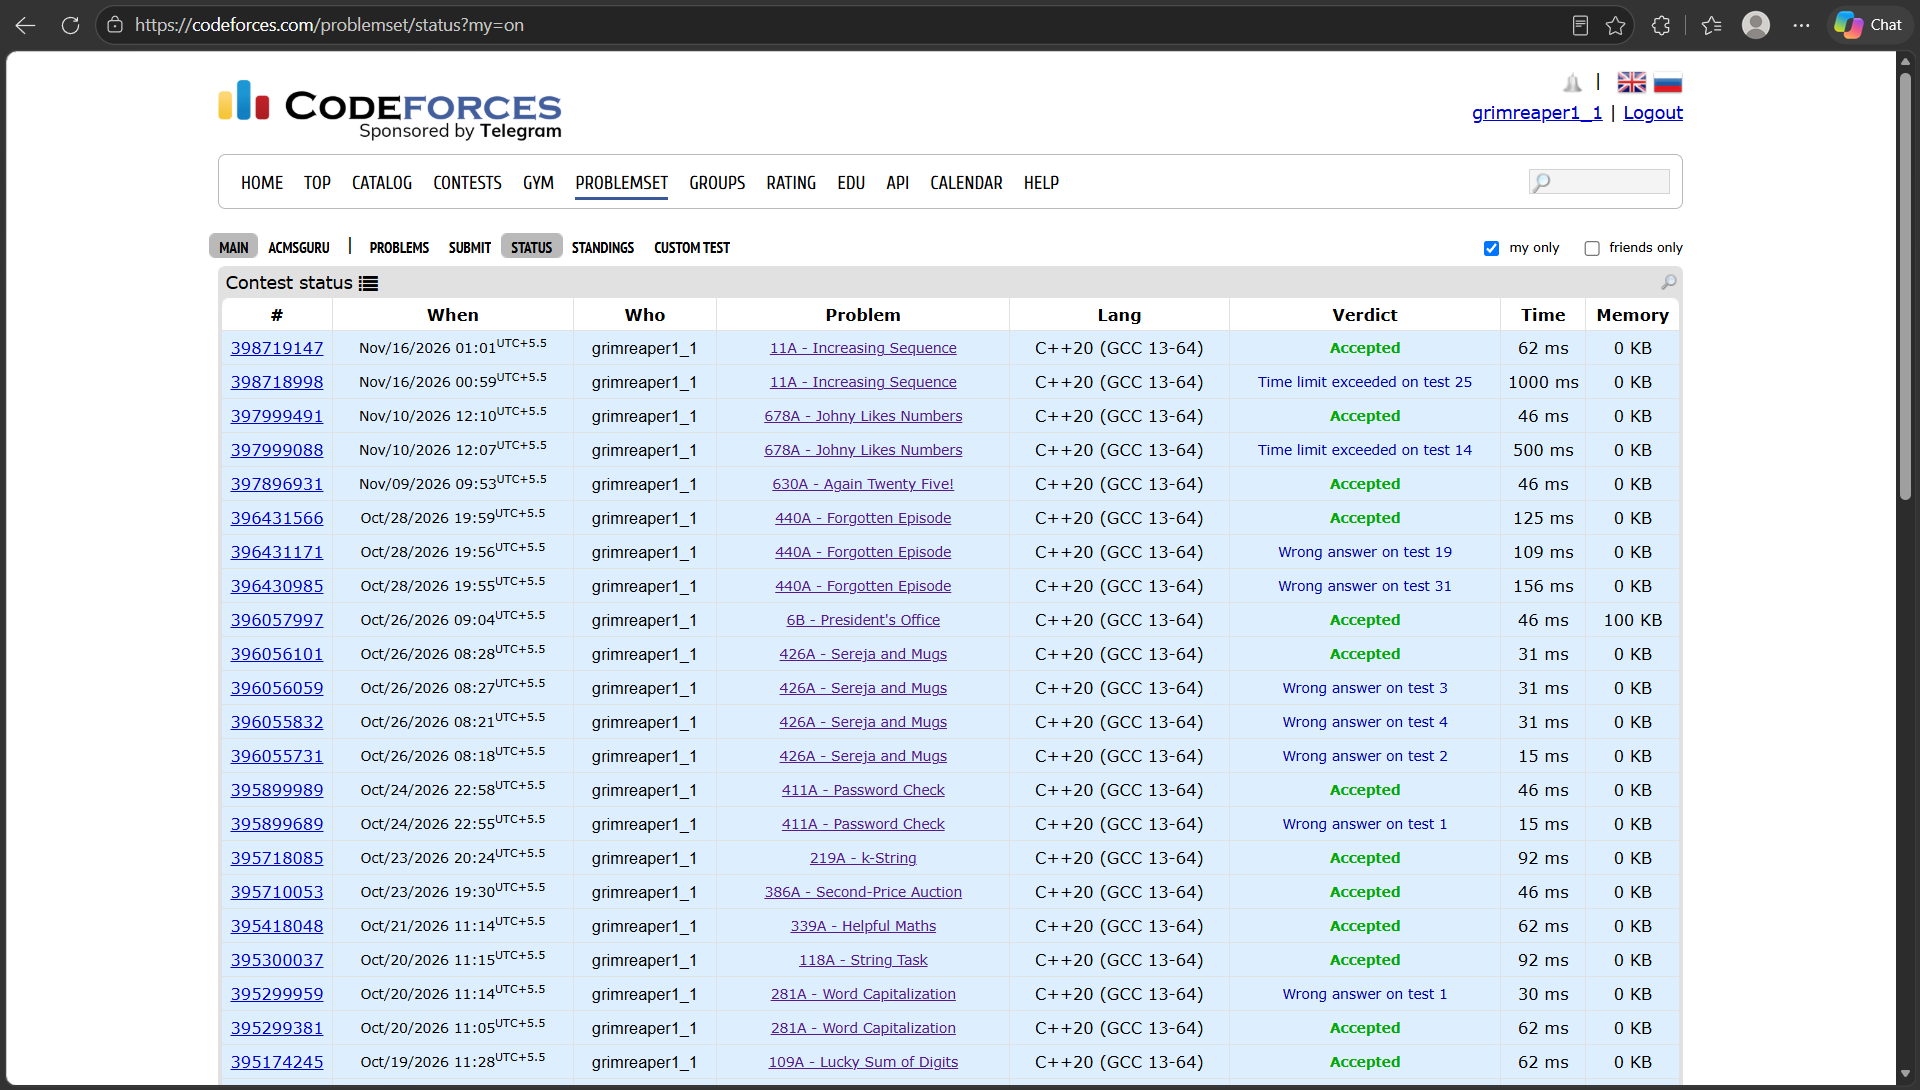 https://codeforces.com/problemset/status?my=on
Chat
CODEFORCES
Sponsored by Telegram
|
grimreaper1_1 | Logout
HOME TOP CATALOG CONTESTS GYM PROBLEMSET GROUPS RATING EDU API CALENDAR HELP
MAIN ACMSGURU | PROBLEMS SUBMIT STATUS STANDINGS CUSTOM TEST my only friends only
Contest status
# When Who Problem Lang Verdict Time Memory
398719147 Nov/16/2026 01:01UTC+5.5 grimreaper1_1 11A - Increasing Sequence C++20 (GCC 13-64) Accepted 62 ms 0 KB
398718998 Nov/16/2026 00:59UTC+5.5 grimreaper1_1 11A - Increasing Sequence C++20 (GCC 13-64) Time limit exceeded on test 25 1000 ms 0 KB
397999491 Nov/10/2026 12:10UTC+5.5 grimreaper1_1 678A - Johny Likes Numbers C++20 (GCC 13-64) Accepted 46 ms 0 KB
397999088 Nov/10/2026 12:07UTC+5.5 grimreaper1_1 678A - Johny Likes Numbers C++20 (GCC 13-64) Time limit exceeded on test 14 500 ms 0 KB
397896931 Nov/09/2026 09:53UTC+5.5 grimreaper1_1 630A - Again Twenty Five! C++20 (GCC 13-64) Accepted 46 ms 0 KB
396431566 Oct/28/2026 19:59UTC+5.5 grimreaper1_1 440A - Forgotten Episode C++20 (GCC 13-64) Accepted 125 ms 0 KB
396431171 Oct/28/2026 19:56UTC+5.5 grimreaper1_1 440A - Forgotten Episode C++20 (GCC 13-64) Wrong answer on test 19 109 ms 0 KB
396430985 Oct/28/2026 19:55UTC+5.5 grimreaper1_1 440A - Forgotten Episode C++20 (GCC 13-64) Wrong answer on test 31 156 ms 0 KB
396057997 Oct/26/2026 09:04UTC+5.5 grimreaper1_1 6B - President's Office C++20 (GCC 13-64) Accepted 46 ms 100 KB
396056101 Oct/26/2026 08:28UTC+5.5 grimreaper1_1 426A - Sereja and Mugs C++20 (GCC 13-64) Accepted 31 ms 0 KB
396056059 Oct/26/2026 08:27UTC+5.5 grimreaper1_1 426A - Sereja and Mugs C++20 (GCC 13-64) Wrong answer on test 3 31 ms 0 KB
396055832 Oct/26/2026 08:21UTC+5.5 grimreaper1_1 426A - Sereja and Mugs C++20 (GCC 13-64) Wrong answer on test 4 31 ms 0 KB
396055731 Oct/26/2026 08:18UTC+5.5 grimreaper1_1 426A - Sereja and Mugs C++20 (GCC 13-64) Wrong answer on test 2 15 ms 0 KB
395899989 Oct/24/2026 22:58UTC+5.5 grimreaper1_1 411A - Password Check C++20 (GCC 13-64) Accepted 46 ms 0 KB
395899689 Oct/24/2026 22:55UTC+5.5 grimreaper1_1 411A - Password Check C++20 (GCC 13-64) Wrong answer on test 1 15 ms 0 KB
395718085 Oct/23/2026 20:24UTC+5.5 grimreaper1_1 219A - k-String C++20 (GCC 13-64) Accepted 92 ms 0 KB
395710053 Oct/23/2026 19:30UTC+5.5 grimreaper1_1 386A - Second-Price Auction C++20 (GCC 13-64) Accepted 46 ms 0 KB
395418048 Oct/21/2026 11:14UTC+5.5 grimreaper1_1 339A - Helpful Maths C++20 (GCC 13-64) Accepted 62 ms 0 KB
395300037 Oct/20/2026 11:15UTC+5.5 grimreaper1_1 118A - String Task C++20 (GCC 13-64) Accepted 92 ms 0 KB
395299959 Oct/20/2026 11:14UTC+5.5 grimreaper1_1 281A - Word Capitalization C++20 (GCC 13-64) Wrong answer on test 1 30 ms 0 KB
395299381 Oct/20/2026 11:05UTC+5.5 grimreaper1_1 281A - Word Capitalization C++20 (GCC 13-64) Accepted 62 ms 0 KB
395174245 Oct/19/2026 11:28UTC+5.5 grimreaper1_1 109A - Lucky Sum of Digits C++20 (GCC 13-64) Accepted 62 ms 0 KB